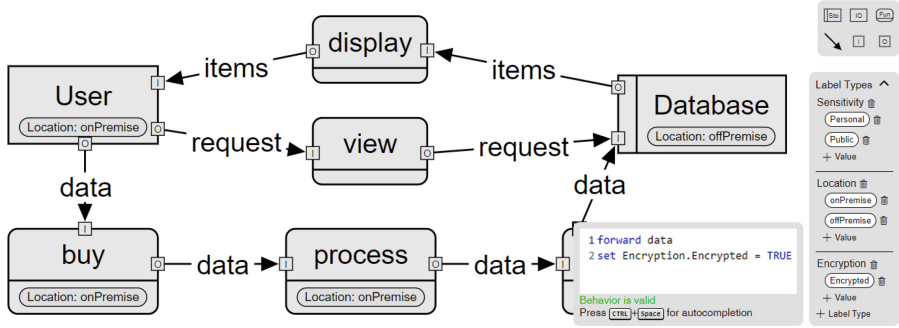 display
O
I
items
items
User
I
Location: onPremise
O
O
request
I
view
O
request
O
Database
I
Location: offPremise
data
data
I
buy
O
Location: onPremise
data
I
process
O
Location: onPremise
data
I
1 forward data
2 set Encryption.Encrypted = TRUE
Behavior is valid
Press CTRL+Space for autocompletion
Sto
IO
Fun
I
O
Label Types
Sensitivity
Personal
Public
+ Value
Location
onPremise
offPremise
+ Value
Encryption
Encrypted
+ Value
+ Label Type